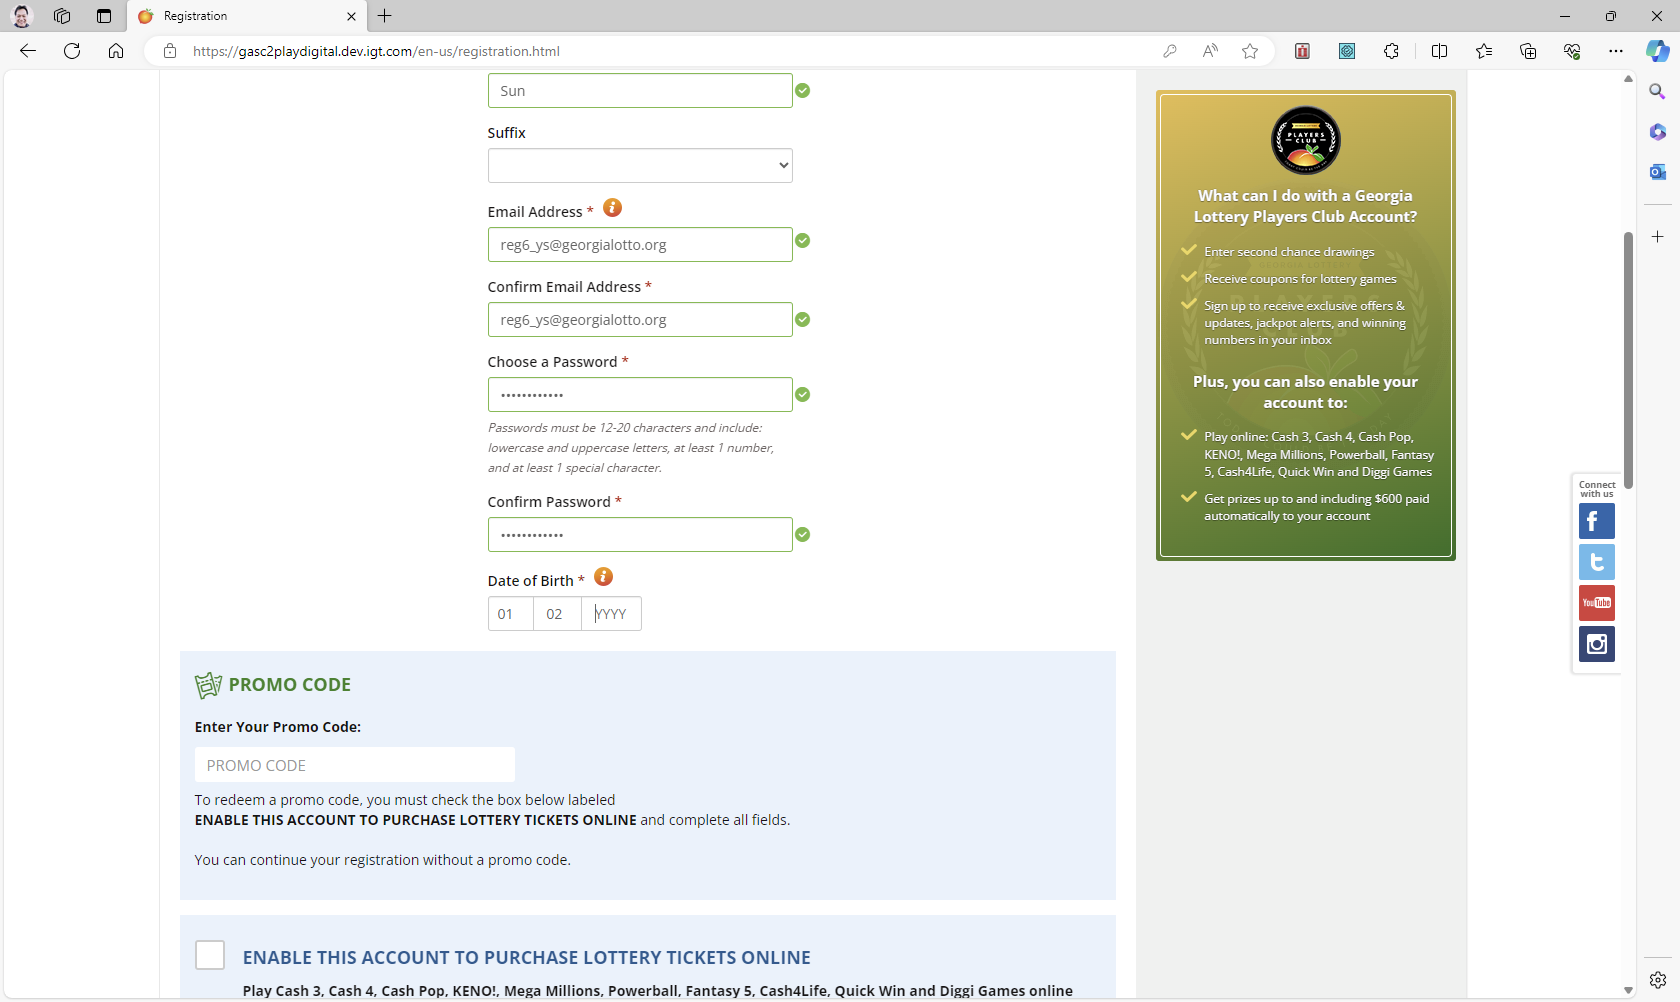 Registration
https://gasc2playdigital.dev.igt.com/en-us/registration.html
Sun
Suffix
Email Address *
reg6_ys@georgialotto.org
Confirm Email Address *
reg6_ys@georgialotto.org
Choose a Password *
••••••••••••
Passwords must be 12-20 characters and include:
lowercase and uppercase letters, at least 1 number,
and at least 1 special character.
Confirm Password *
••••••••••••
Date of Birth *
01 02 YYYY
PROMO CODE
Enter Your Promo Code:
PROMO CODE
To redeem a promo code, you must check the box below labeled
ENABLE THIS ACCOUNT TO PURCHASE LOTTERY TICKETS ONLINE and complete all fields.
You can continue your registration without a promo code.
ENABLE THIS ACCOUNT TO PURCHASE LOTTERY TICKETS ONLINE
Play Cash 3, Cash 4, Cash Pop, KENO!, Mega Millions, Powerball, Fantasy 5, Cash4Life, Quick Win and Diggi Games online
PLAYERS
CLUB
What can I do with a Georgia
Lottery Players Club Account?
Enter second chance drawings
Receive coupons for lottery games
Sign up to receive exclusive offers &
updates, jackpot alerts, and winning
numbers in your inbox
Plus, you can also enable your
account to:
Play online: Cash 3, Cash 4, Cash Pop,
KENO!, Mega Millions, Powerball, Fantasy
5, Cash4Life, Quick Win and Diggi Games
Get prizes up to and including $600 paid
automatically to your account
Connect
with us
YouTube